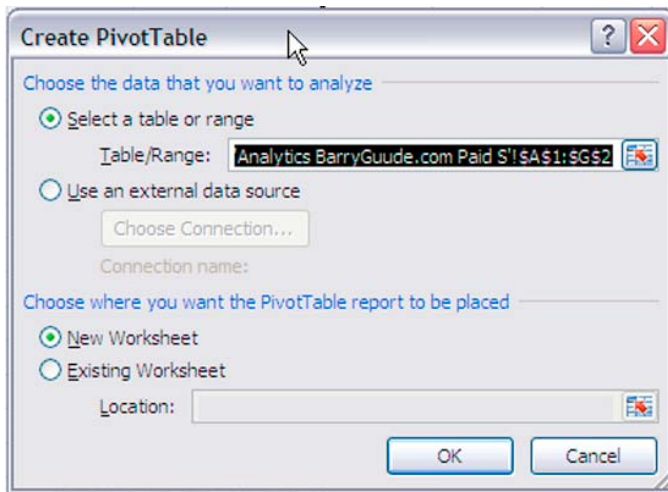 Create PivotTable
?
Choose the data that you want to analyze
Select a table or range
Table/Range: 'Analytics BarryGuude.com Paid S'!$A$1:$G$2
Use an external data source
Choose Connection...
Connection name:
Choose where you want the PivotTable report to be placed
New Worksheet
Existing Worksheet
Location:
OK Cancel